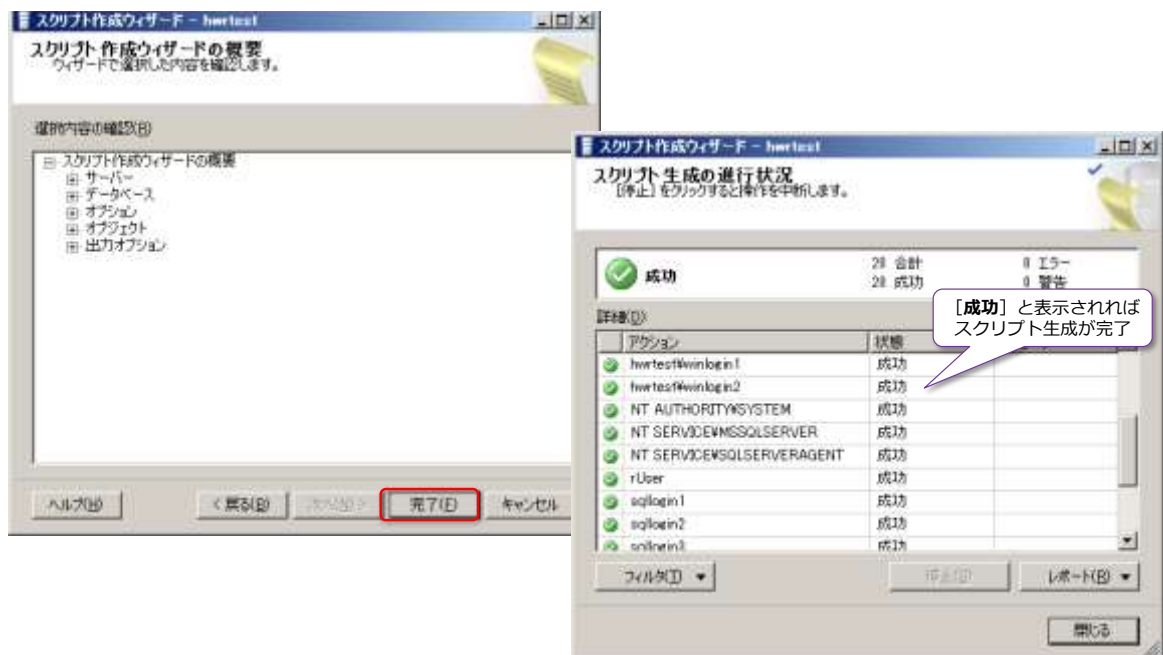 スクリプト作成ウィザード - hwrtest
スクリプト 作成ウィザードの概要
ウィザードで選択した内容を確認します。
選択内容の確認(R)
スクリプト作成ウィザードの概要
サーバー
データベース
オプション
オブジェクト
出力オプション
ヘルプ(H)
< 戻る(B)
次へ(N) >
完了(F)
キャンセル
スクリプト作成ウィザード - hwrtest
スクリプト 生成の進行状況
[停止] をクリックすると操作を中断します。
成功
20 合計
0 エラー
20 成功
0 警告
[成功] と表示されれば
スクリプト生成が完了
詳細(D)
アクション
状態
hwrtest¥winlogin1 成功
hwrtest¥winlogin2 成功
NT AUTHORITY¥SYSTEM 成功
NT SERVICE¥MSSQLSERVER 成功
NT SERVICE¥SQLSERVERAGENT 成功
rUser 成功
sqllogin1 成功
sqllogin2 成功
sqllogin3 成功
フィルタ(I)
停止(S)
レポート(R)
閉じる